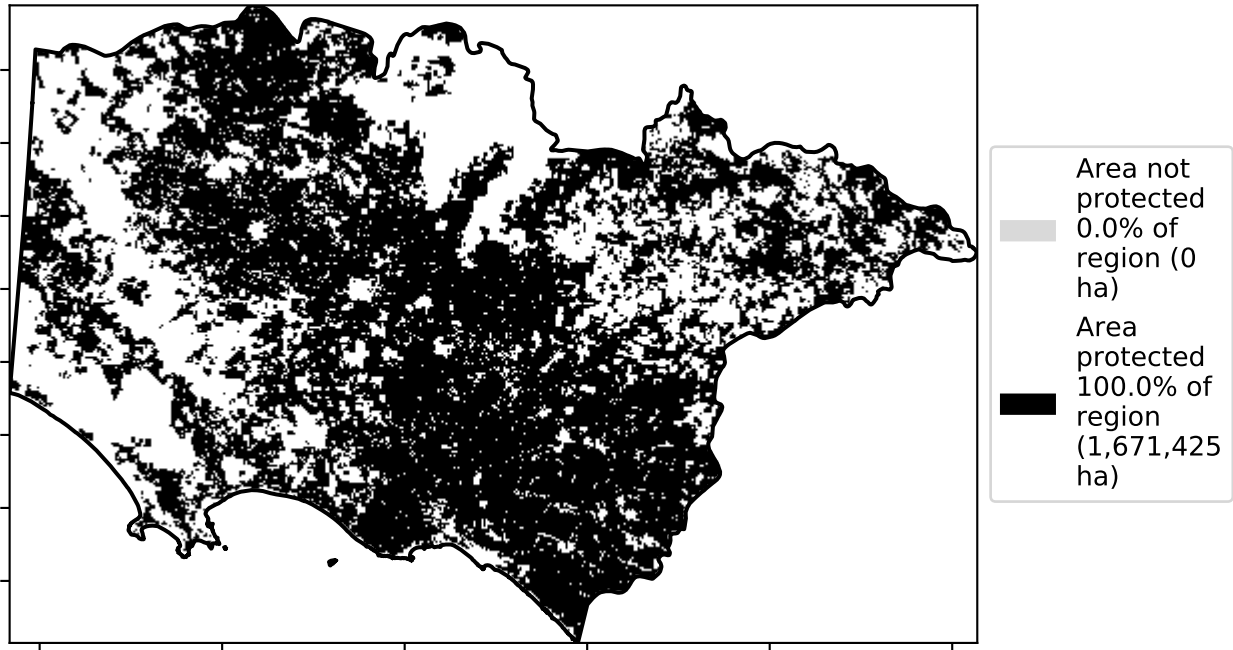 Area not
protected
0.0% of
region (0
ha)
Area
protected
100.0% of
region
(1,671,425
ha)